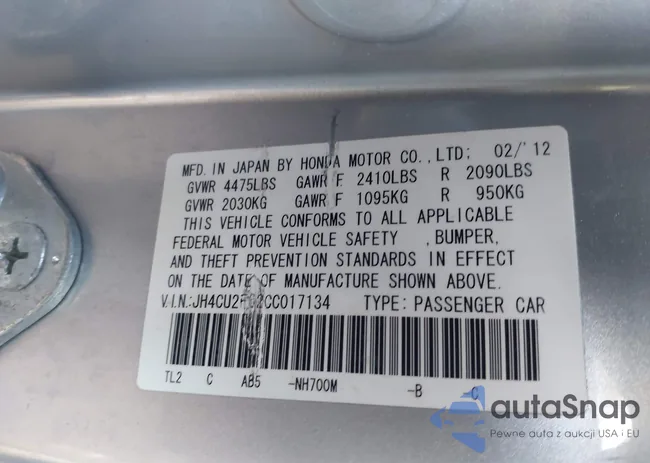 MFD. IN JAPAN BY HONDA MOTOR CO.,LTD; 02/'12
GVWR 4475LBS GAWR F 2410LBS R 2090LBS
GVWR 2030KG GAWR F 1095KG R 950KG
THIS VEHICLE CONFORMS TO ALL APPLICABLE
FEDERAL MOTOR VEHICLE SAFETY ,BUMPER,
AND THEFT PREVENTION STANDARDS IN EFFECT
ON THE DATE OF MANUFACTURE SHOWN ABOVE.
V.I.N.: TYPE: PASSENGER CAR
TL2 C AB5 -NH700M -B C
autoSnap
Pewne auta z aukcji USA i EU